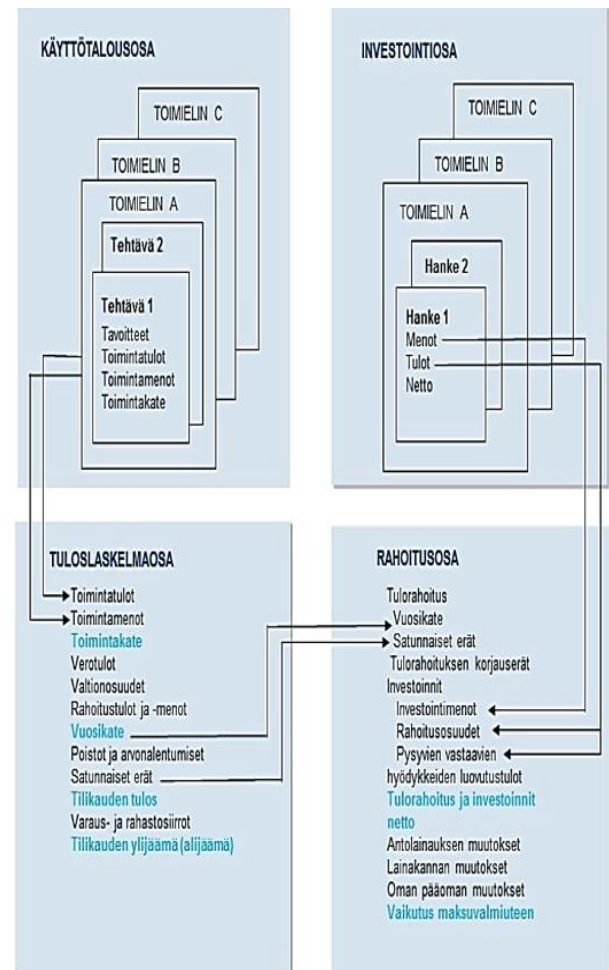 KÄYTTÖTALOUSOSA
TOIMIELIN C
TOIMIELIN B
TOIMIELIN A
Tehtävä 2
Tehtävä 1
Tavoitteet
Toimintatulot
Toimintamenot
Toimintakate
INVESTOINTIOSA
TOIMIELIN C
TOIMIELIN B
TOIMIELIN A
Hanke 2
Hanke 1
Menot
Tulot
Netto
TULOSLASKELMAOSA
Toimintatulot
Toimintamenot
Toimintakate
Verotulot
Valtionosuudet
Rahoitustulot ja -menot
Vuosikate
Poistot ja arvonalentumiset
Satunnaiset erät
Tilikauden tulos
Varaus- ja rahastosiirrot
Tilikauden ylijäämä (alijäämä)
RAHOITUSOSA
Tulorahoitus
Vuosikate
Satunnaiset erät
Tulorahoituksen korjauserät
Investoinnit
Investointimenot
Rahoitusosuudet
Pysyvien vastaavien
hyödykkeiden luovutustulot
Tulorahoitus ja investoinnit
netto
Antolainauksen muutokset
Lainakannan muutokset
Oman pääoman muutokset
Vaikutus maksuvalmiuteen